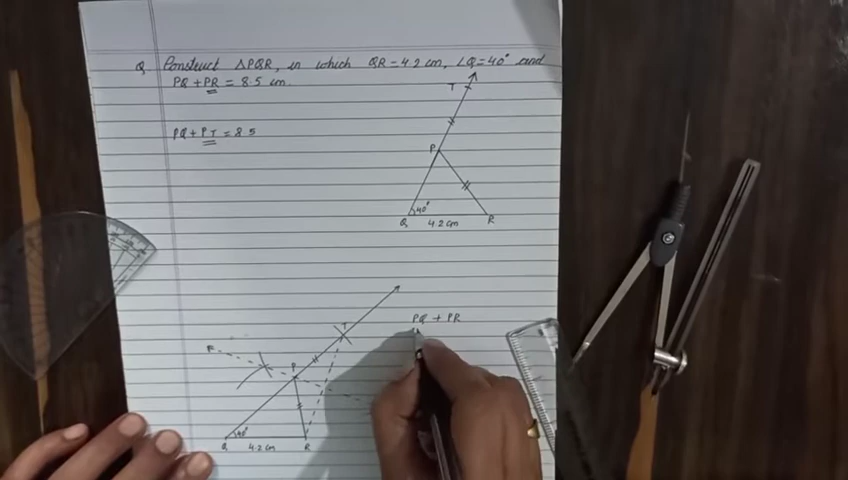 Q Construct ΔPQR, in which QR = 4.2 cm, ∠Q = 40° and
PQ + PR = 8.5 cm.
T
PQ + PT = 8.5
P
40°
Q 4.2 cm R
PQ + PR
T
P
40°
Q 4.2 cm R